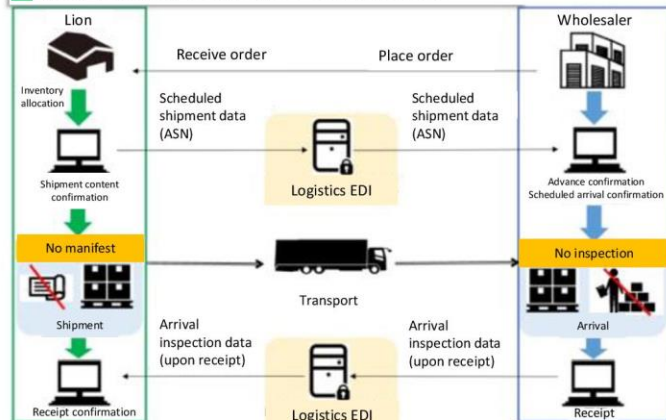 Lion
Wholesaler
Receive order
Place order
Inventory
allocation
Scheduled
shipment data
(ASN)
Scheduled
shipment data
(ASN)
Logistics EDI
Shipment content
confirmation
Advance confirmation
Scheduled arrival confirmation
No manifest
No inspection
Transport
Shipment
Arrival
Arrival
inspection data
(upon receipt)
Arrival
inspection data
(upon receipt)
Receipt confirmation
Logistics EDI
Receipt